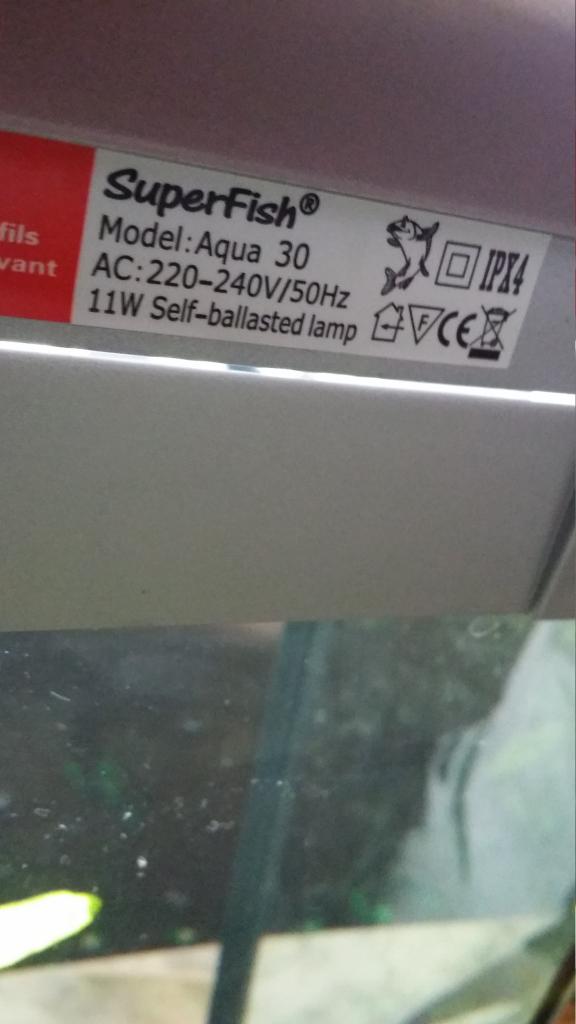 fils
vant
SuperFish®
Model: Aqua 30
AC: 220-240V/50Hz
11W Self-ballasted lamp
IPX4
F
CE